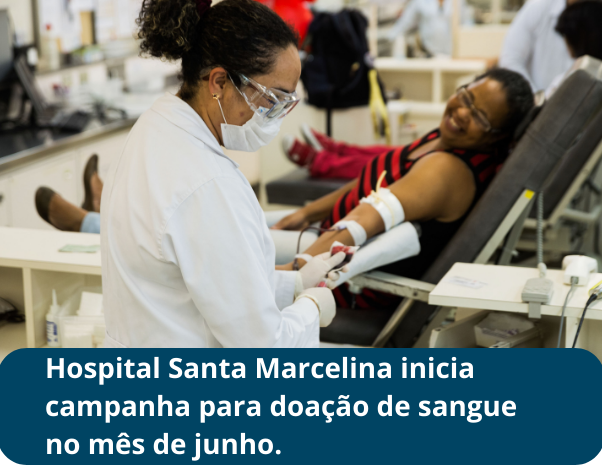 Hospital Santa Marcelina inicia
campanha para doação de sangue
no mês de junho.